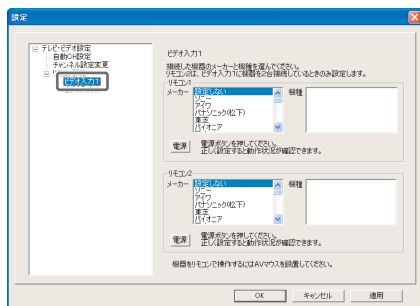 設定
テレビ・ビデオ設定
自動CH設定
チャンネル設定変更
ビデオ入力1
ビデオ入力1
接続した機器のメーカーと機種を選んでください。
リモコン2は、ビデオ入力1に機器を2台接続しているときのみ設定します。
リモコン1
メーカー
設定しない
ソニー
アイワ
パナソニック(松下)
東芝
パイオニア
機種
電源
電源ボタンを押してください。
正しく設定すると動作状況が確認できます。
リモコン2
メーカー
設定しない
ソニー
アイワ
パナソニック(松下)
東芝
パイオニア
機種
電源
電源ボタンを押してください。
正しく設定すると動作状況が確認できます。
機器をリモコンで操作するにはAVマウスを設置してください。
OK
キャンセル
適用